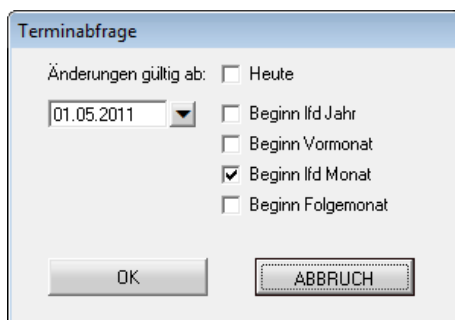 Terminabfrage
Änderungen gültig ab:
Heute
01.05.2011
Beginn lfd Jahr
Beginn Vormonat
Beginn lfd Monat
Beginn Folgemonat
OK
ABBRUCH